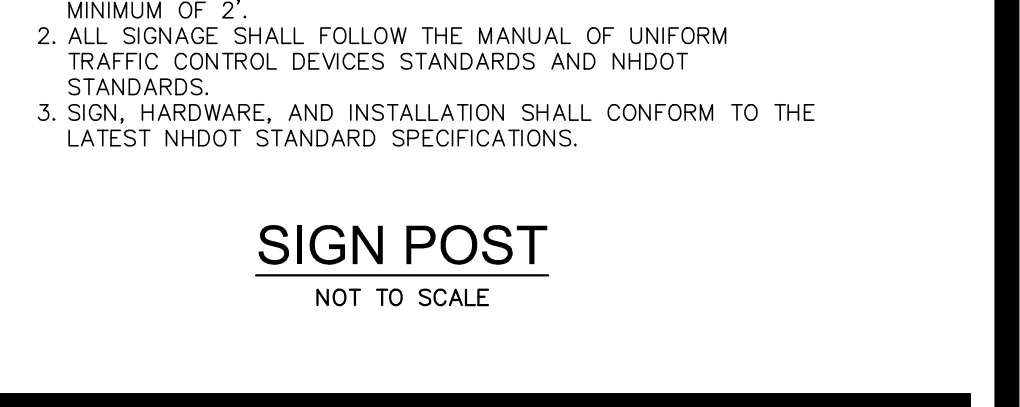 MINIMUM OF 2'.
2. ALL SIGNAGE SHALL FOLLOW THE MANUAL OF UNIFORM
TRAFFIC CONTROL DEVICES STANDARDS AND NHDOT
STANDARDS.
3. SIGN, HARDWARE, AND INSTALLATION SHALL CONFORM TO THE
LATEST NHDOT STANDARD SPECIFICATIONS.
SIGN POST
NOT TO SCALE